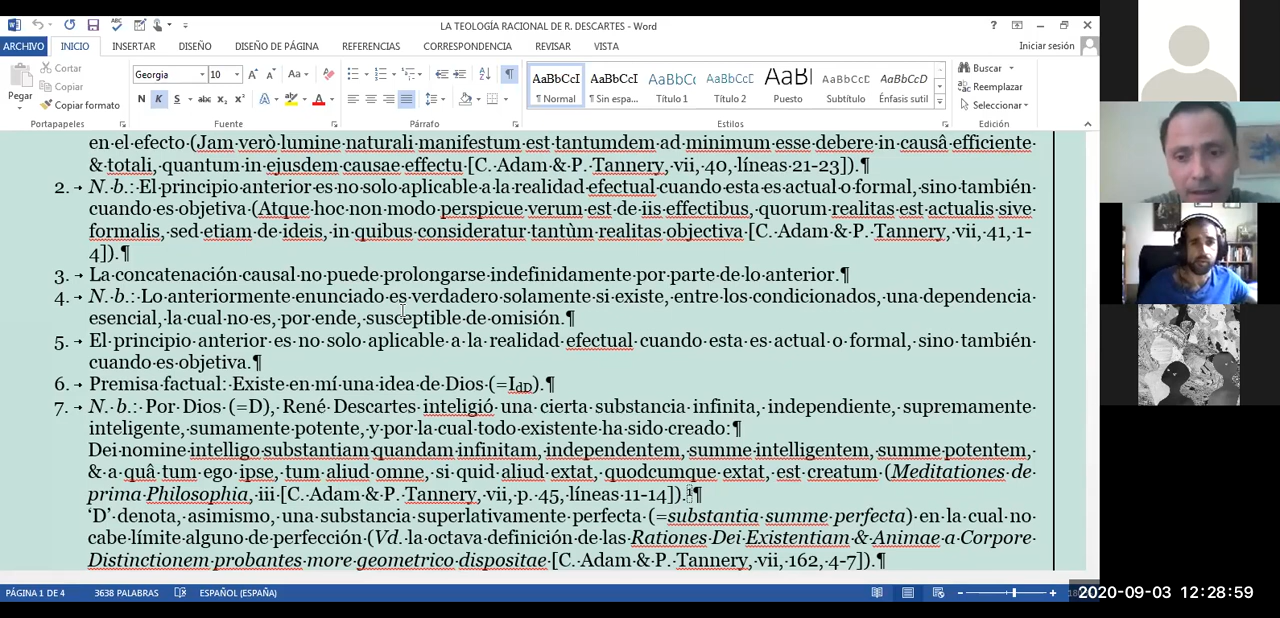 LA TEOLOGÍA RACIONAL DE R. DESCARTES - Word
ARCHIVO INICIO INSERTAR DISEÑO DISEÑO DE PÁGINA REFERENCIAS CORRESPONDENCIA REVISAR VISTA Iniciar sesión
Pegar
Cortar
Copiar
Copiar formato
Portapapeles
Georgia 10
N K S abc x₂ x²
Fuente
Párrafo
AaBbCcI AaBbCcI AaBbC AaBbCcC AaBl AaBbCcD AaBbCcD
¶ Normal ¶ Sin espa... Título 1 Título 2 Puesto Subtítulo Énfasis sutil
Estilos
Buscar
Reemplazar
Seleccionar
Edición
en el efecto (Jam verò lumine naturali manifestum est tantumdem ad minimum esse debere in causâ efficiente
& totali, quantum in ejusdem causae effectu [C. Adam & P. Tannery, vii, 40, líneas 21-23]).¶
2. N. b.: El principio anterior es no solo aplicable a la realidad efectual cuando esta es actual o formal, sino también
cuando es objetiva (Atque hoc non modo perspicue verum est de iis effectibus, quorum realitas est actualis sive
formalis, sed etiam de ideis, in quibus consideratur tantùm realitas objectiva [C. Adam & P. Tannery, vii, 41, 1-
4]).¶
3. La concatenación causal no puede prolongarse indefinidamente por parte de lo anterior.¶
4. N. b.: Lo anteriormente enunciado es verdadero solamente si existe, entre los condicionados, una dependencia
esencial, la cual no es, por ende, susceptible de omisión.¶
5. El principio anterior es no solo aplicable a la realidad efectual cuando esta es actual o formal, sino también
cuando es objetiva.¶
6. Premisa factual: Existe en mí una idea de Dios (=IdD).¶
7. N. b.: Por Dios (=D), René Descartes inteligió una cierta substancia infinita, independiente, supremamente
inteligente, sumamente potente, y por la cual todo existente ha sido creado:¶
Dei nomine intelligo substantiam quandam infinitam, independentem, summe intelligentem, summe potentem,
& a quâ tum ego ipse, tum aliud omne, si quid aliud extat, quodcumque extat, est creatum (Meditationes de
prima Philosophia, iii [C. Adam & P. Tannery, vii, p. 45, líneas 11-14]).¶
‘D’ denota, asimismo, una substancia superlativamente perfecta (=substantia summe perfecta) en la cual no
cabe límite alguno de perfección (Vd. la octava definición de las Rationes Dei Existentiam & Animae a Corpore
Distinctionem probantes more geometrico dispositae [C. Adam & P. Tannery, vii, 162, 4-7]).¶
PÁGINA 1 DE 4 3638 PALABRAS ESPAÑOL (ESPAÑA)
2020-09-03 12:28:59